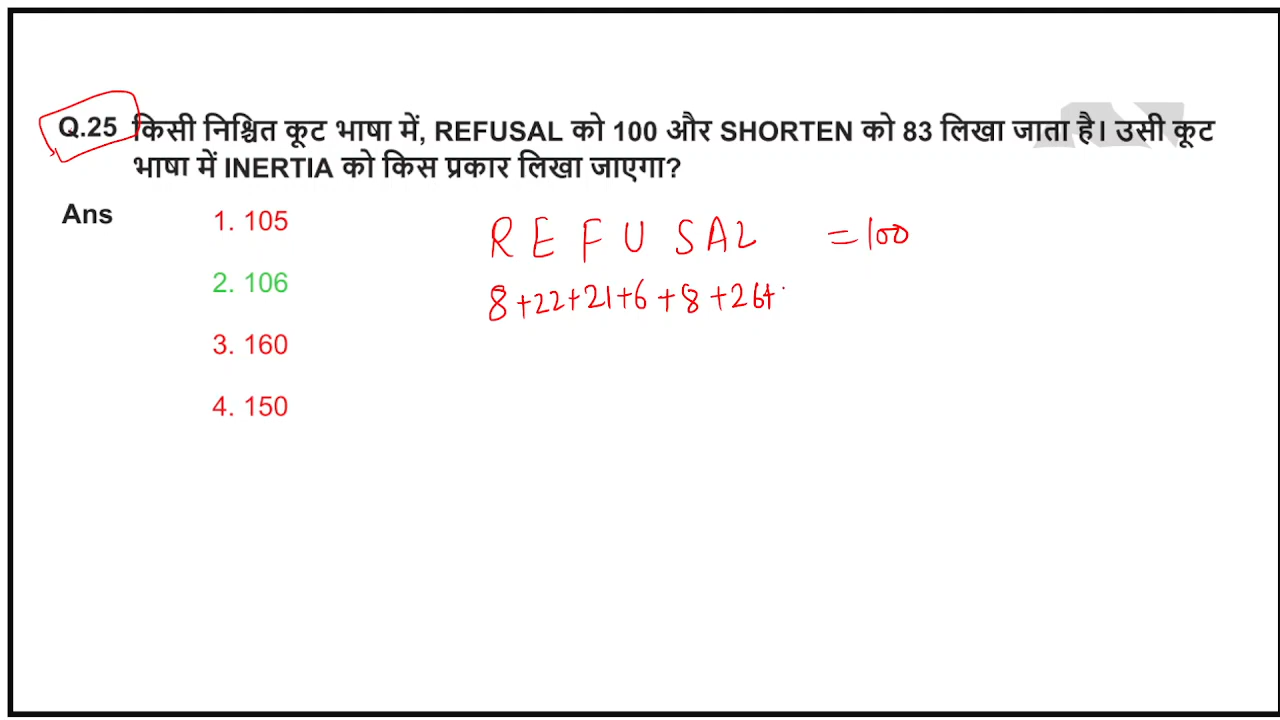 Q.25 किसी निश्चित कूट भाषा में, REFUSAL को 100 और SHORTEN को 83 लिखा जाता है। उसी कूट
भाषा में INERTIA को किस प्रकार लिखा जाएगा?
Ans
1. 105
2. 106
3. 160
4. 150
R E F U S A L = 100
8+22+21+6+8+26+